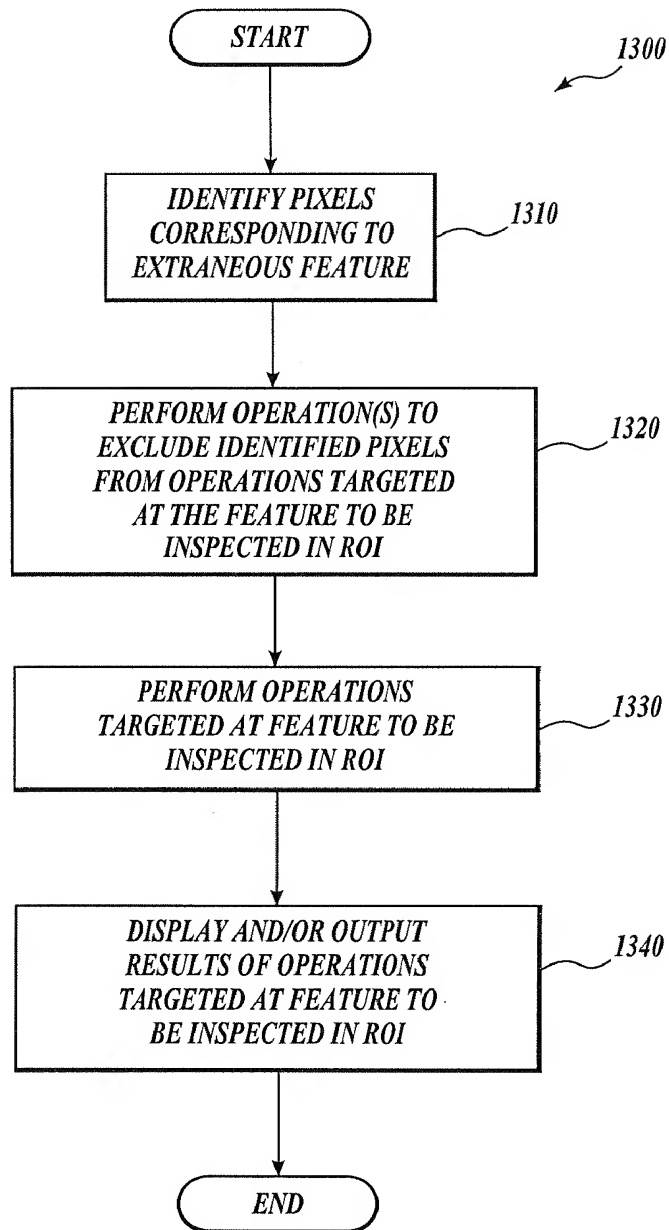 START
1300
IDENTIFY PIXELS
CORRESPONDING TO
EXTRANEOUS FEATURE
1310
PERFORM OPERATION(S) TO
EXCLUDE IDENTIFIED PIXELS
FROM OPERATIONS TARGETED
AT THE FEATURE TO BE
INSPECTED IN ROI
1320
PERFORM OPERATIONS
TARGETED AT FEATURE TO BE
INSPECTED IN ROI
1330
DISPLAY AND/OR OUTPUT
RESULTS OF OPERATIONS
TARGETED AT FEATURE TO
BE INSPECTED IN ROI
1340
END